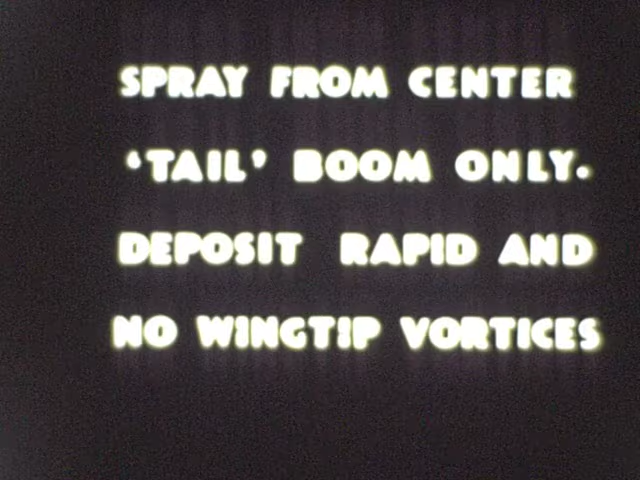 SPRAY FROM CENTER
'TAIL' BOOM ONLY.
DEPOSIT RAPID AND
NO WINGTIP VORTICES